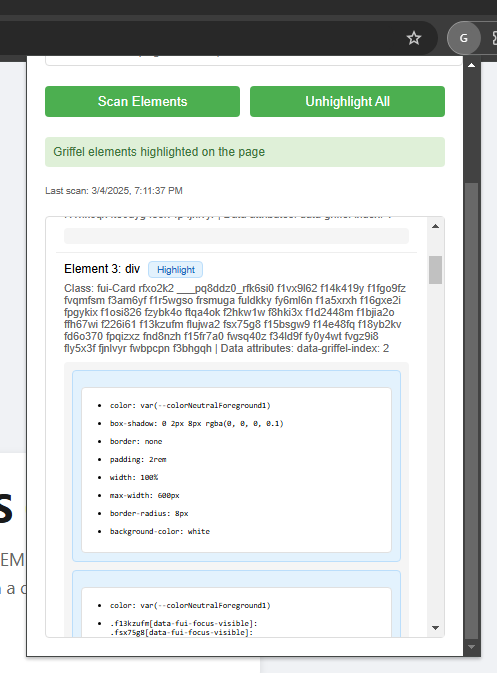 G
Scan Elements
Unhighlight All
Griffel elements highlighted on the page
Last scan: 3/4/2025, 7:11:37 PM
Element 3: div Highlight
Class: fui-Card rfxo2k2 ___pq8ddz0_rfk6si0 f1vx9l62 f14k419y f1fgo9fz
fvqmfsm f3am6yf f1r5wgso frsmuga fuldkky fy6ml6n f1a5xrxh f16gxe2i
fpgykix f1osi826 fzybk4o ftqa4ok f2hkw1w f8hki3x f1d2448m f1bjia2o
ffh67wi f226i61 f13kzufm flujwa2 fsx75g8 f15bsgw9 f14e48fq f18yb2kv
fd6o370 fpqizxz fnd8nzh f15fr7a0 fwsq40z f34ld9f fy0y4wt fvgz9i8
fly5x3f fjnlvyr fwbpcpn f3bhgqh | Data attributes: data-griffel-index: 2
color: var(--colorNeutralForeground1)
box-shadow: 0 2px 8px rgba(0, 0, 0, 0.1)
border: none
padding: 2rem
width: 100%
max-width: 600px
border-radius: 8px
background-color: white
color: var(--colorNeutralForeground1)
.f13kzufm[data-fui-focus-visible]:
.fsx75g8[data-fui-focus-visible]:
s
EM
a c